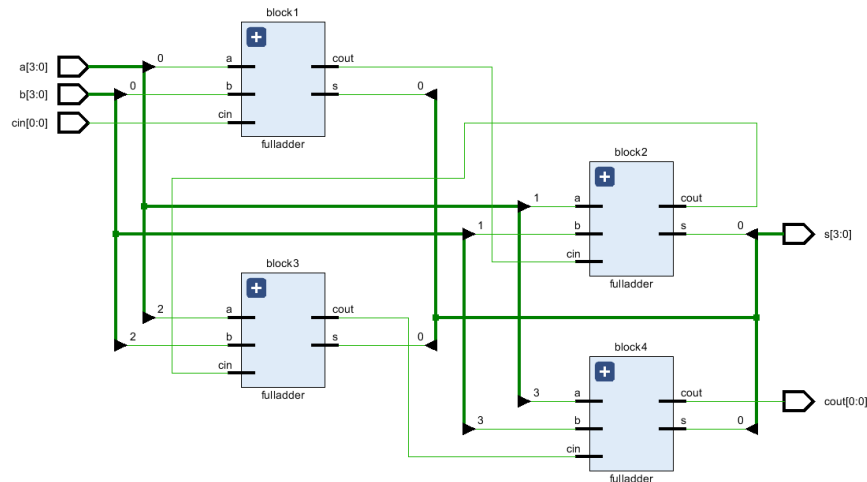 block1
a[3:0]
b[3:0]
cin[0:0]
0
0
a
b
cin
cout
s
0
fulladder
block2
1
1
a
b
cin
cout
s
0
s[3:0]
fulladder
block3
2
2
a
b
cin
cout
s
0
fulladder
block4
3
3
a
b
cin
cout
s
0
cout[0:0]
fulladder